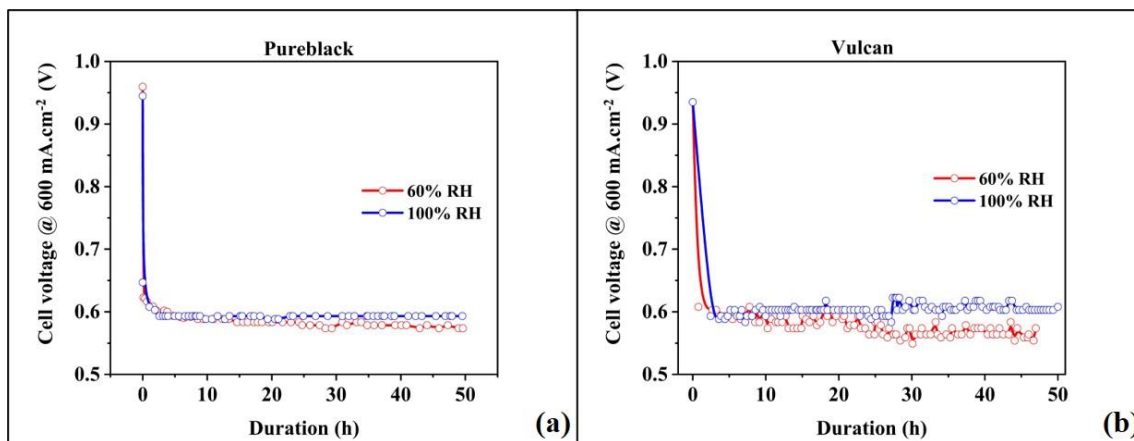 Pureblack
Cell voltage @ 600 mA.cm-2 (V)
1.0
0.9
0.8
0.7
0.6
0.5
60% RH
100% RH
0 10 20 30 40 50
Duration (h)
(a)
Vulcan
Cell voltage @ 600 mA.cm-2 (V)
1.0
0.9
0.8
0.7
0.6
0.5
60% RH
100% RH
0 10 20 30 40 50
Duration (h)
(b)